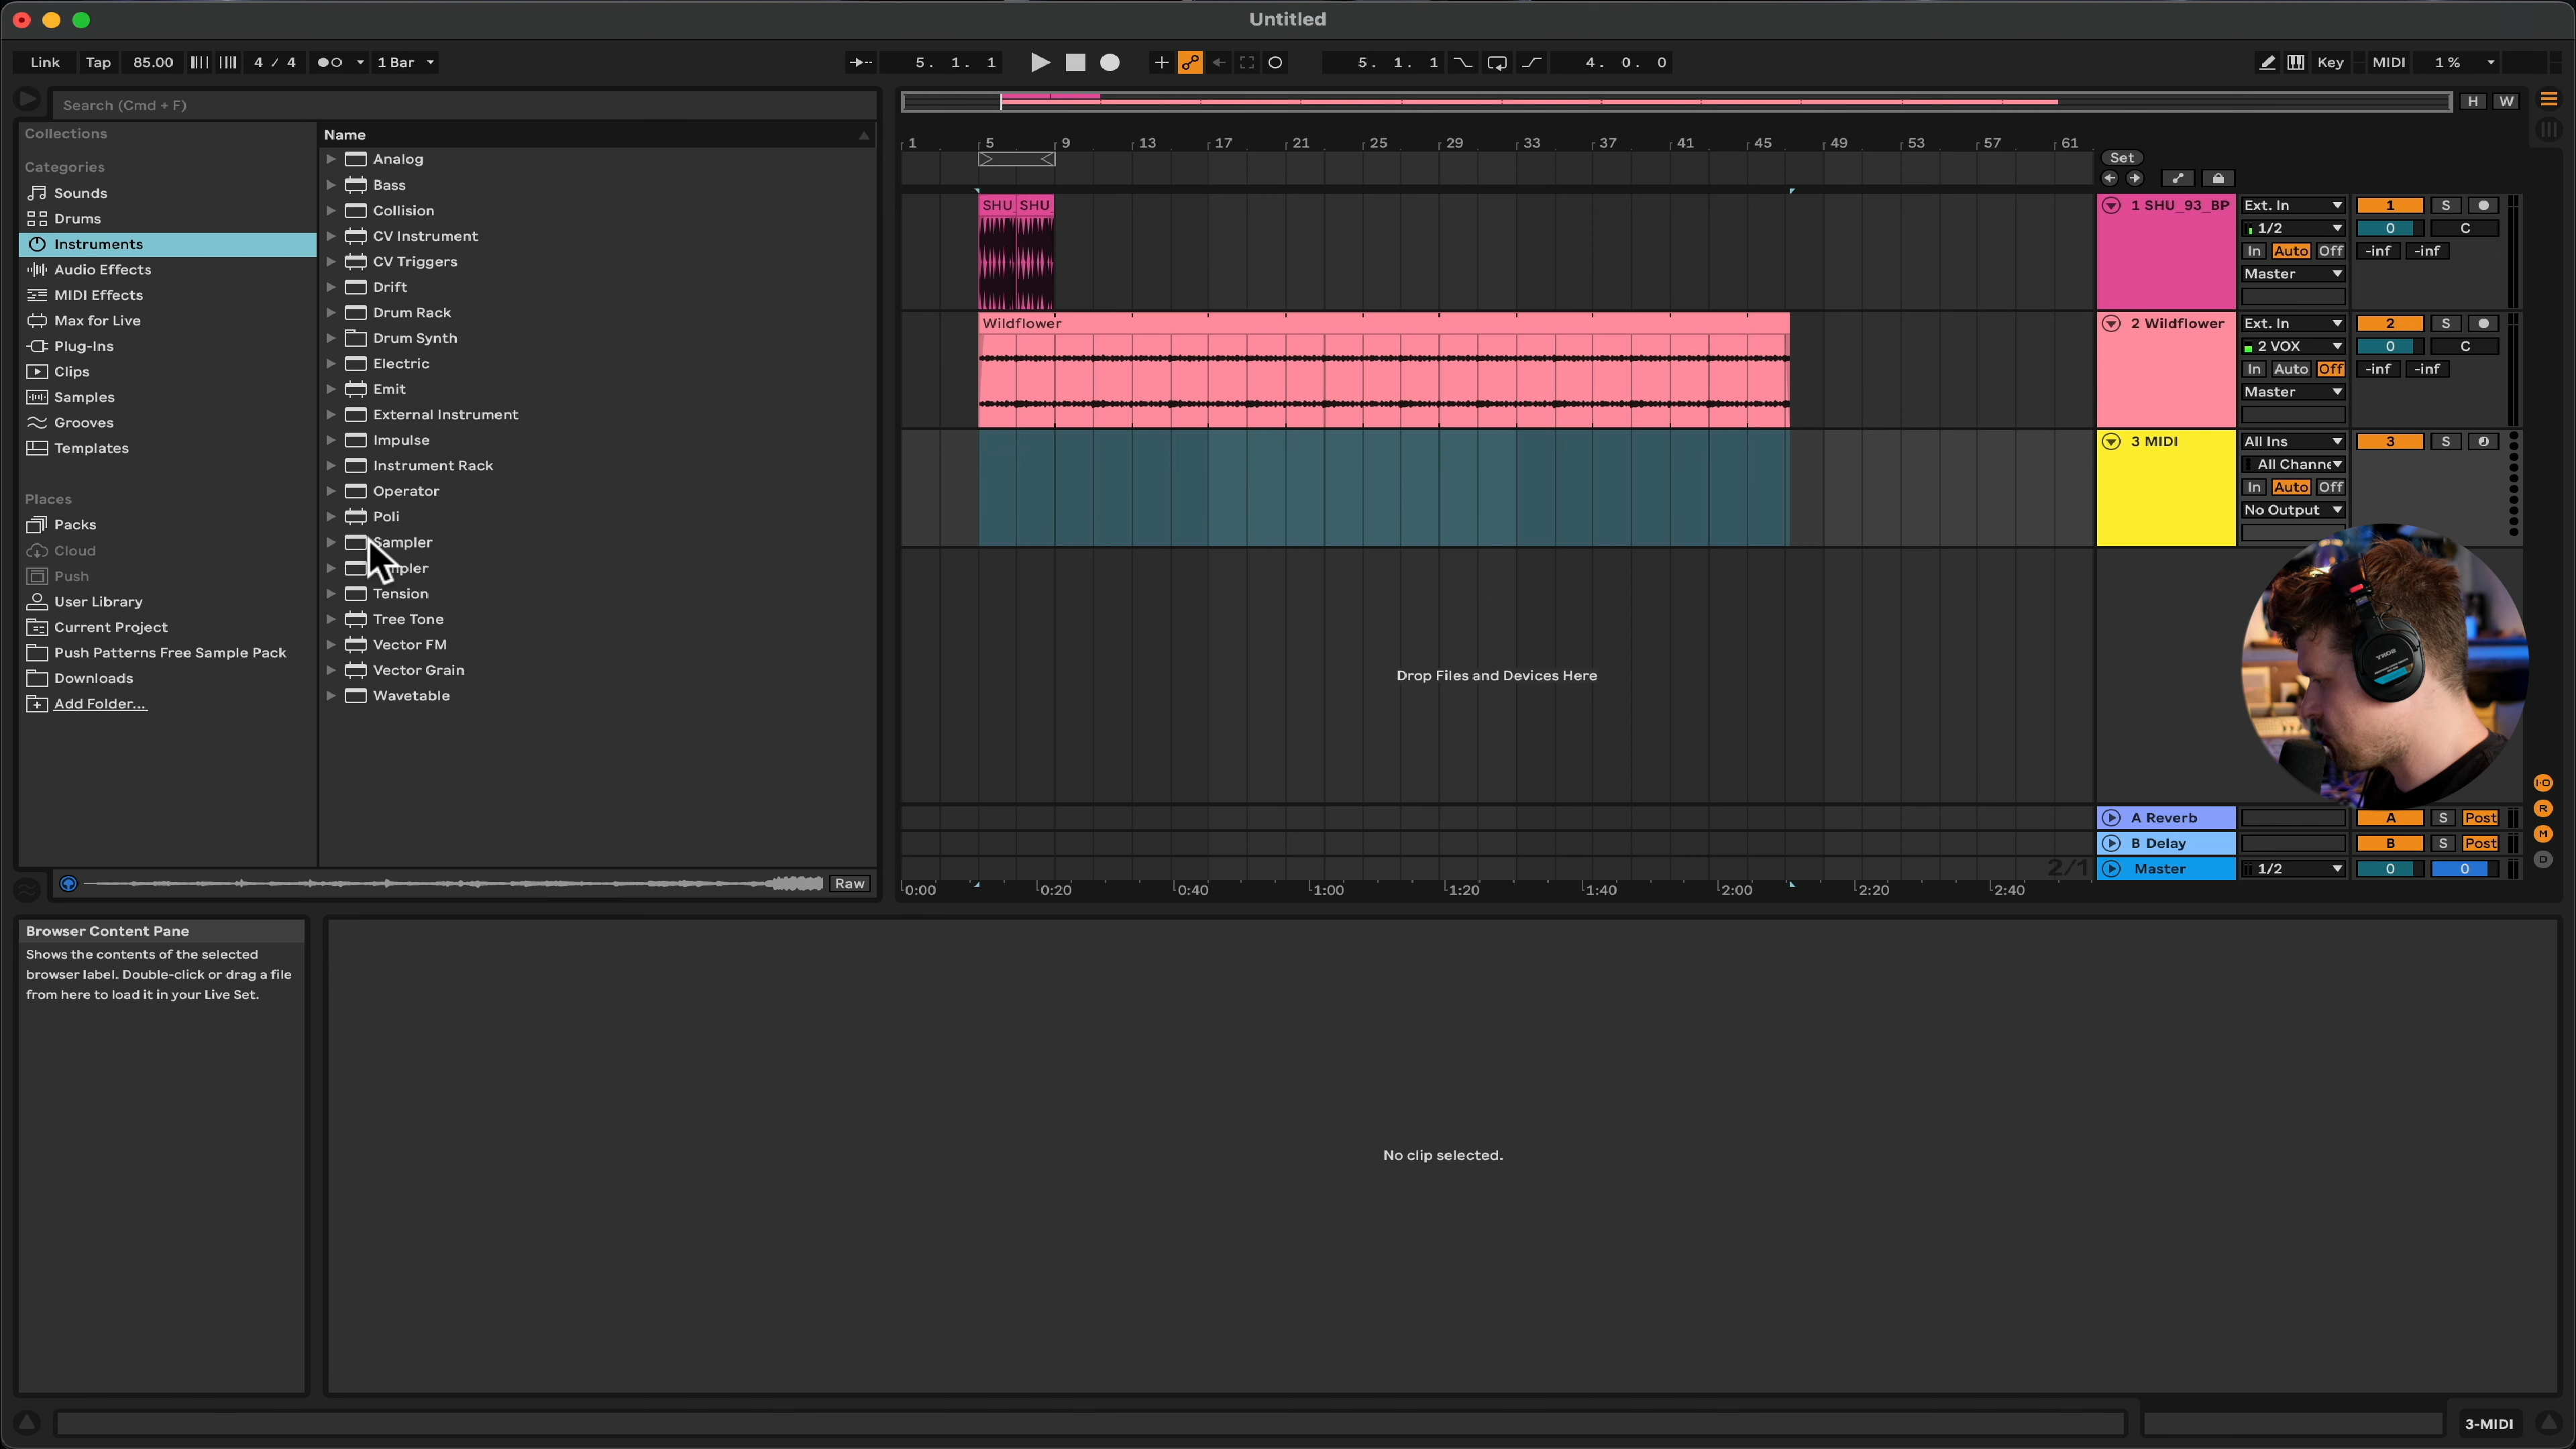 Untitled
Link Tap 85.00 4 / 4 1 Bar 5. 1. 1 5. 1. 1 4. 0. 0 Key MIDI 1 %
Search (Cmd + F)
Collections
Categories
Sounds
Drums
Instruments
Audio Effects
MIDI Effects
Max for Live
Plug-Ins
Clips
Samples
Grooves
Templates
Places
Packs
Cloud
Push
User Library
Current Project
Push Patterns Free Sample Pack
Downloads
Add Folder...
Name
Analog
Bass
Collision
CV Instrument
CV Triggers
Drift
Drum Rack
Drum Synth
Electric
Emit
External Instrument
Impulse
Instrument Rack
Operator
Poli
Sampler
Tension
Tree Tone
Vector FM
Vector Grain
Wavetable
Raw
H W
1 5 9 13 17 21 25 29 33 37 41 45 49 53 57 61
Set
SHU SHU
Wildflower
Drop Files and Devices Here
1 SHU_93_BP Ext. In 1 S
1/2 0 C
In Auto Off -inf -inf
Master
2 Wildflower Ext. In 2 S
2 VOX 0 C
In Auto Off -inf -inf
Master
3 MIDI All Ins 3 S
All Channe
In Auto Off
No Output
SONY
A Reverb A S Post
B Delay B S Post
2/1 Master 1/2 0 0
I·O
R
M
D
0:00 0:20 0:40 1:00 1:20 1:40 2:00 2:20 2:40
Browser Content Pane
Shows the contents of the selected
browser label. Double-click or drag a file
from here to load it in your Live Set.
No clip selected.
3-MIDI